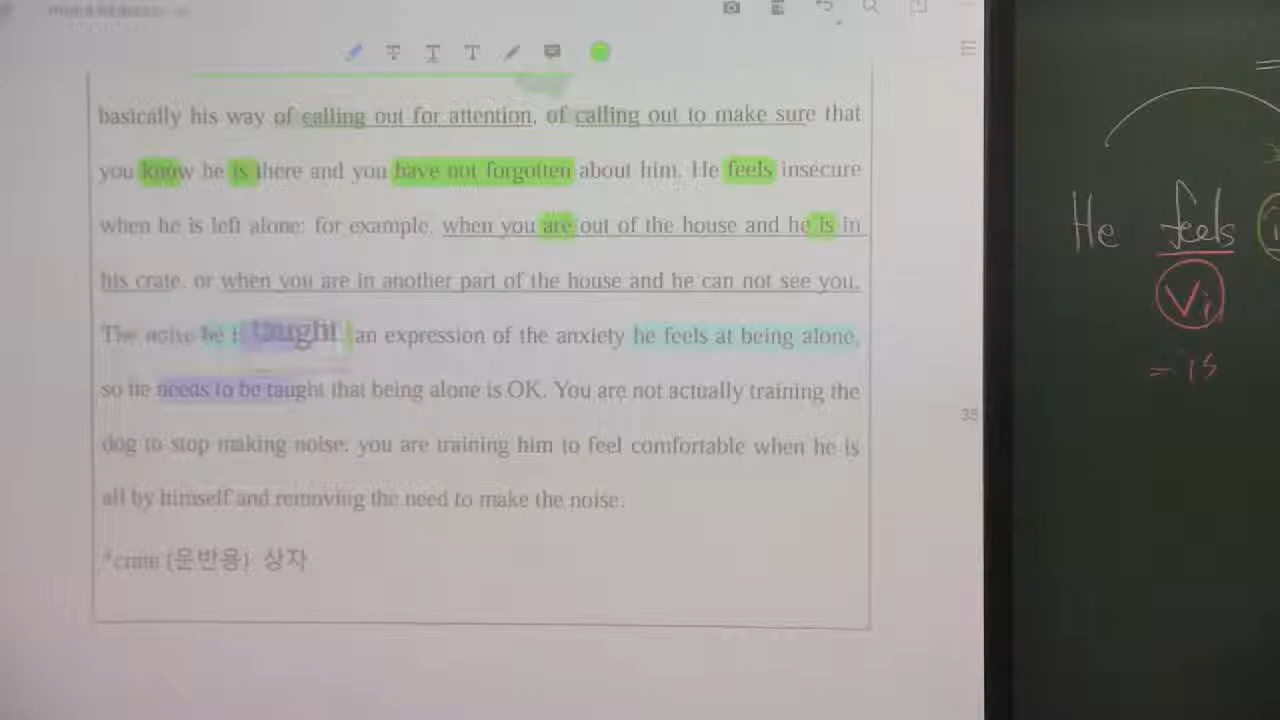 basically his way of calling out for attention, of calling out to make sure that
you know he is there and you have not forgotten about him. He feels insecure
when he is left alone: for example, when you are out of the house and he is in
his crate, or when you are in another part of the house and he can not see you.
The noise he taught an expression of the anxiety he feels at being alone,
so he needs to be taught that being alone is OK. You are not actually training the
dog to stop making noise: you are training him to feel comfortable when he is
all by himself and removing the need to make the noise.
*crate (운반용) 상자
38
He feels
Vi
= is